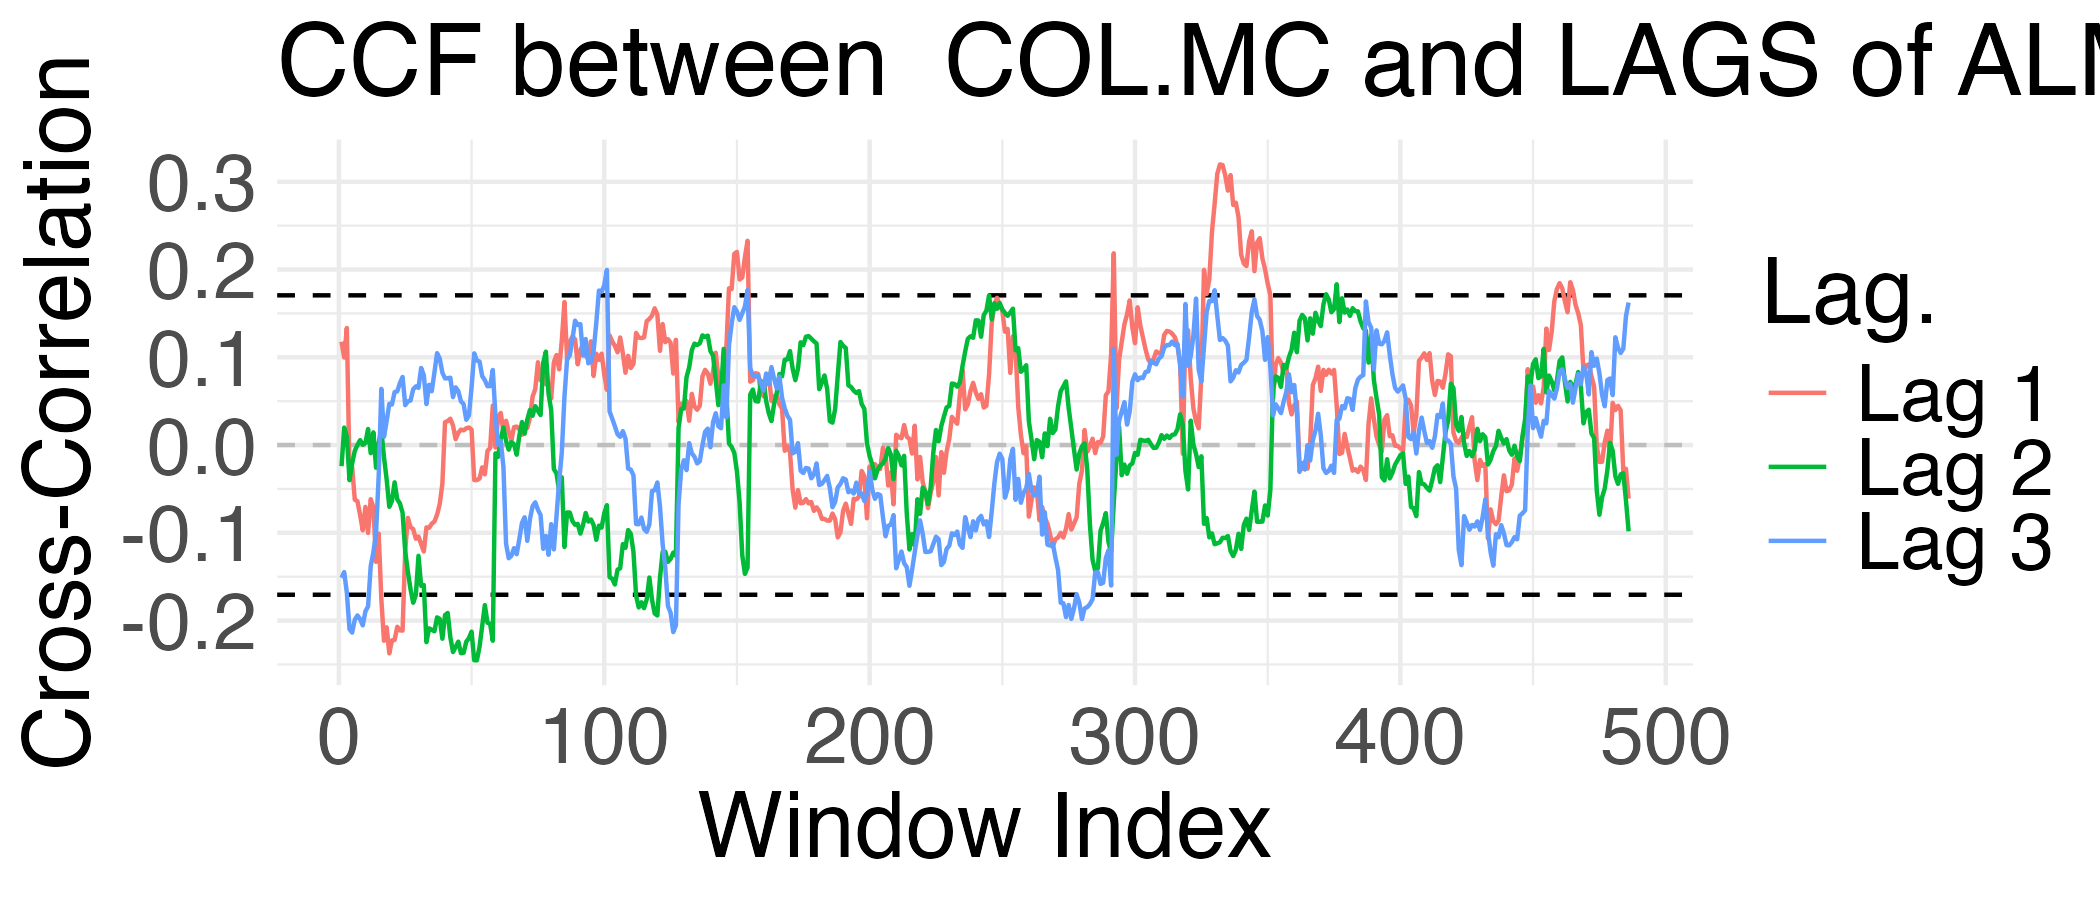 CCF between COL.MC and LAGS of
Cross-Correlation
0.3
0.2
0.1
0.0
-0.1
-0.2
0
100
200
300
400
500
Window Index
Lag.
Lag 1
Lag 2
Lag 3